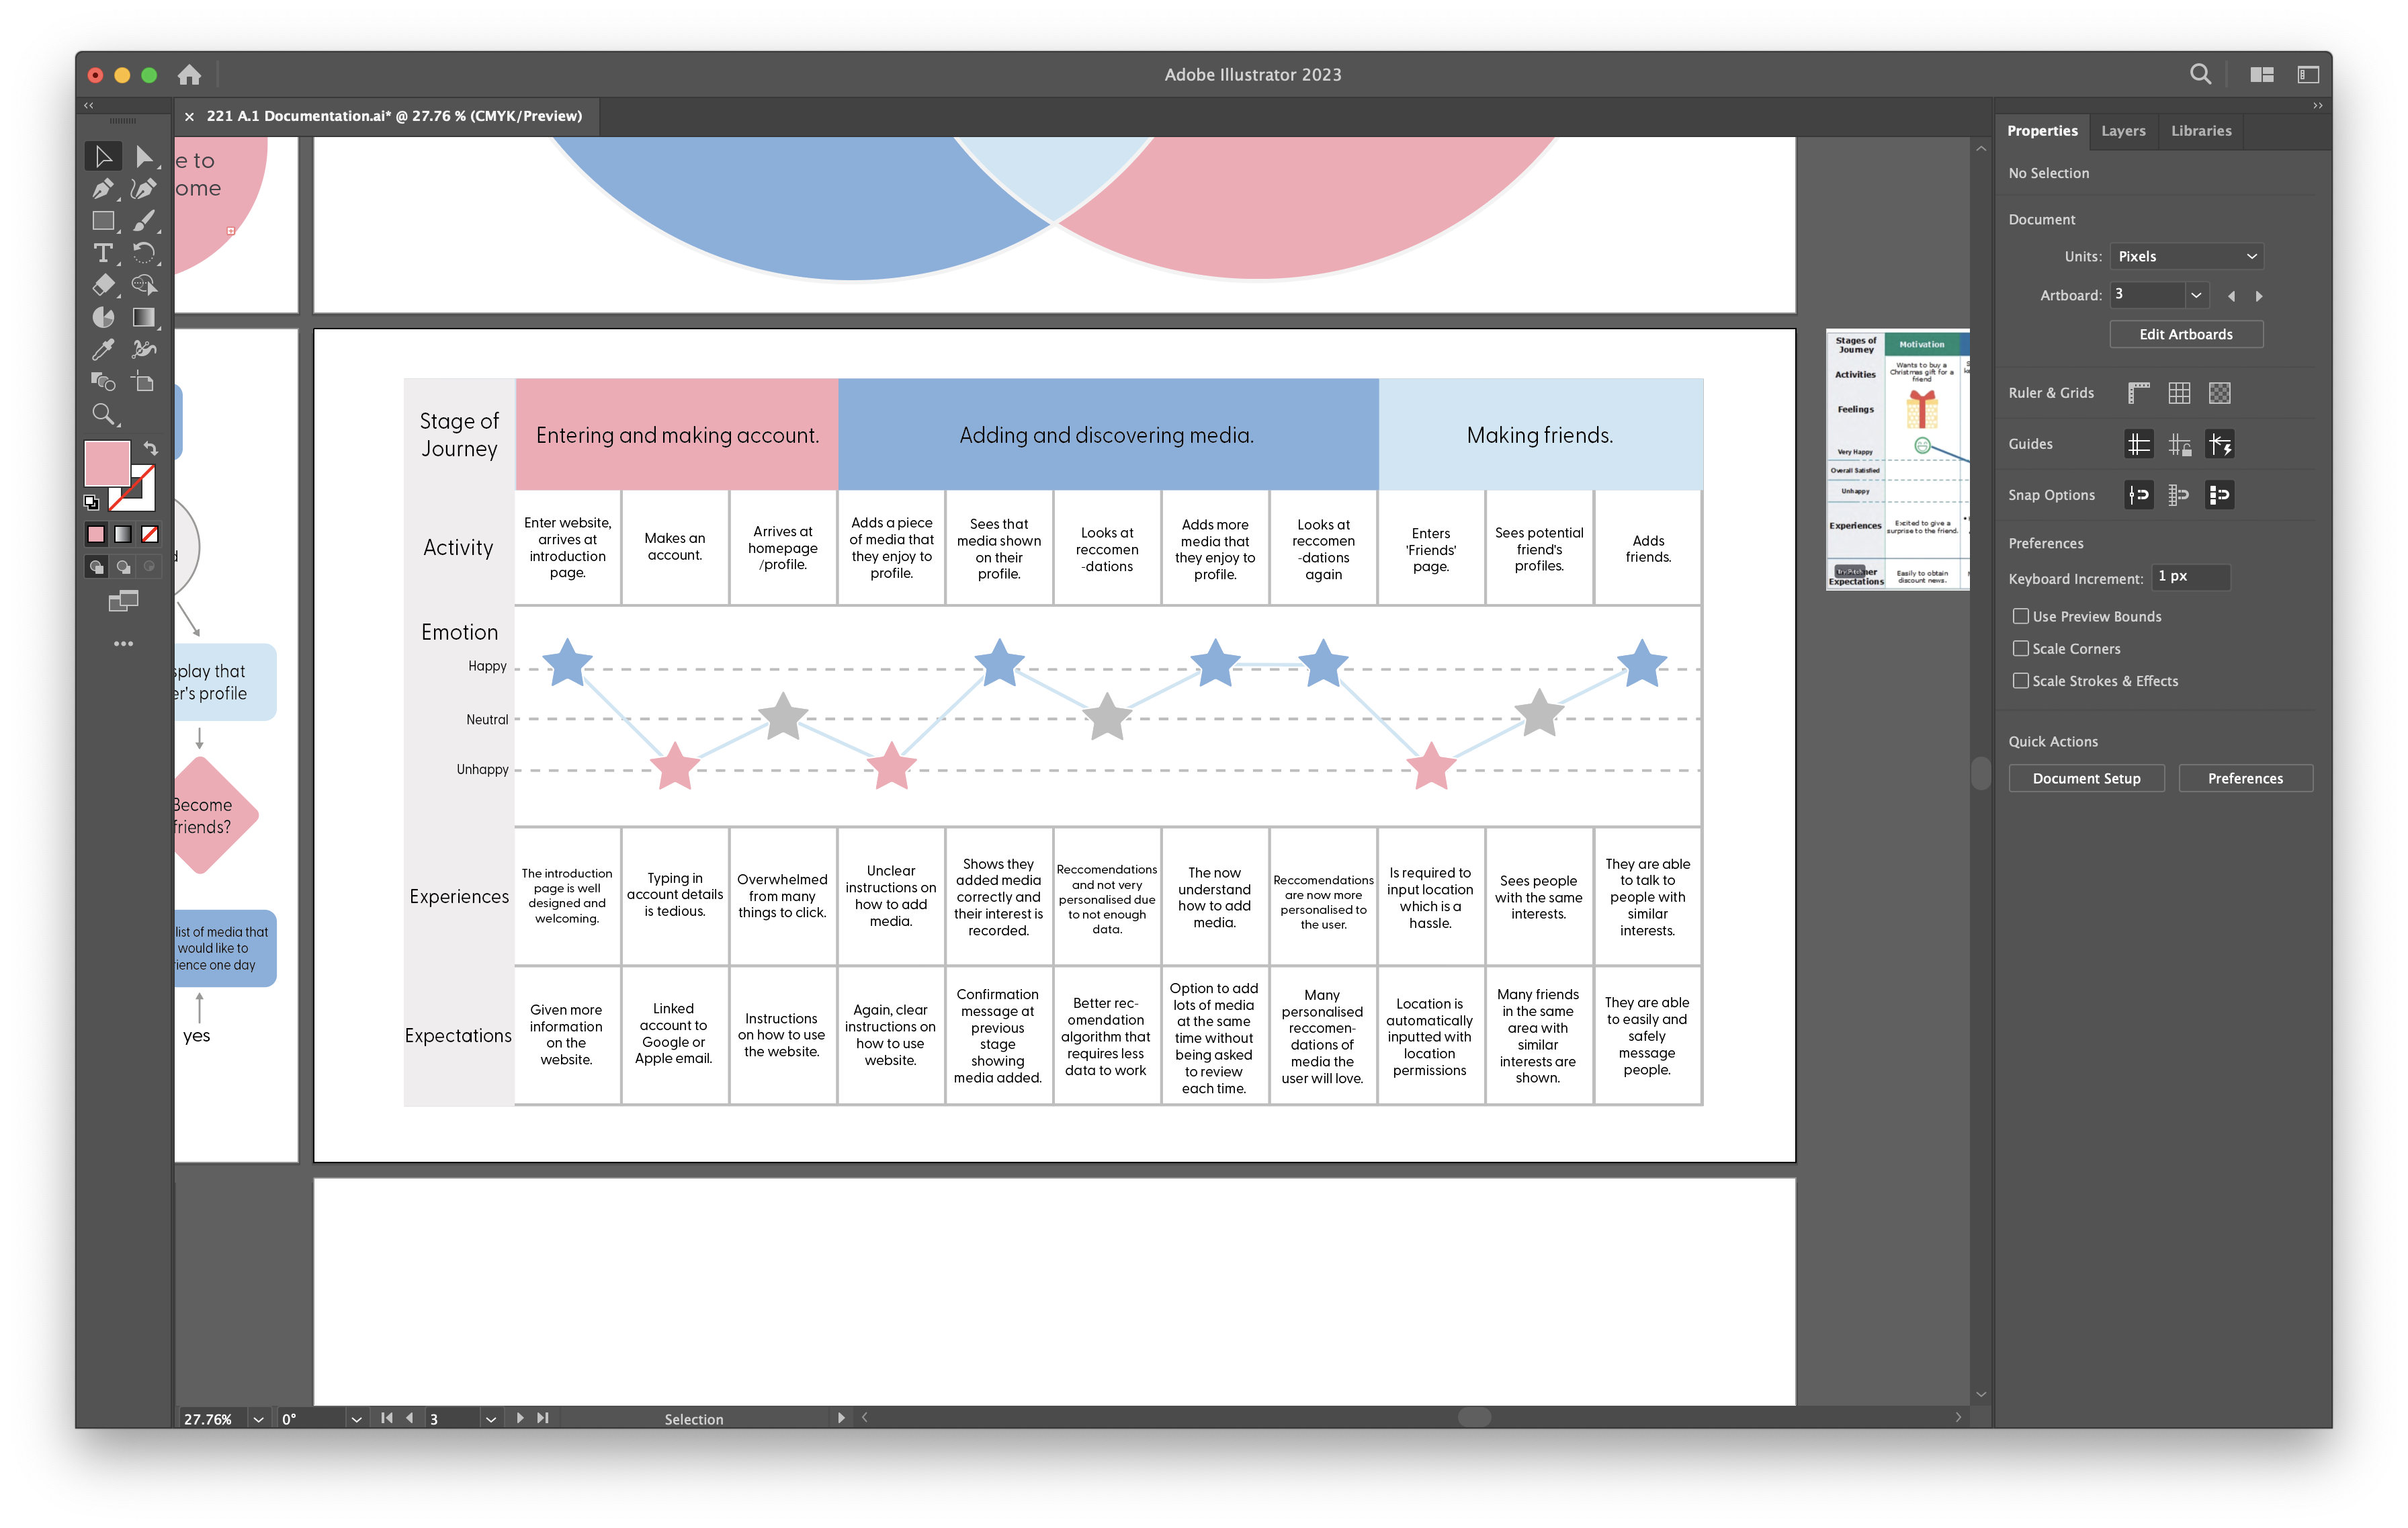 Adobe Illustrator 2023
221 A.1 Documentation.ai* @ 27.76 % (CMYK/Preview)
Properties
Layers
Libraries
No Selection
Document
Units:
Pixels
Artboard:
3
Edit Artboards
Ruler & Grids
Guides
Snap Options
Preferences
Keyboard Increment:
1 px
Use Preview Bounds
Scale Corners
Scale Strokes & Effects
Quick Actions
Document Setup
Preferences
e to
ome
d
splay that
er's profile
Become
friends?
list of media that
would like to
rience one day
yes
Stage of
Journey
Entering and making account.
Adding and discovering media.
Making friends.
Activity
Enter website,
arrives at
introduction
page.
Makes an
account.
Arrives at
homepage
/profile.
Adds a piece
of media that
they enjoy to
profile.
Sees that
media shown
on their
profile.
Looks at
reccomen
-dations
Adds more
media that
they enjoy to
profile.
Looks at
reccomen
-dations
again
Enters
'Friends'
page.
Sees potential
friend's
profiles.
Adds
friends.
Emotion
Happy
Neutral
Unhappy
Experiences
The introduction
page is well
designed and
welcoming.
Typing in
account details
is tedious.
Overwhelmed
from many
things to click.
Unclear
instructions on
how to add
media.
Shows they
added media
correctly and
their interest is
recorded.
Reccomendations
and not very
personalised due
to not enough
data.
The now
understand
how to add
media.
Reccomendations
are now more
personalised to
the user.
Is required to
input location
which is a
hassle.
Sees people
with the same
interests.
They are able
to talk to
people with
similar
interests.
Expectations
Given more
information
on the
website.
Linked
account to
Google or
Apple email.
Instructions
on how to use
the website.
Again, clear
instructions on
how to use
website.
Confirmation
message at
previous
stage
showing
media added.
Better rec-
omendation
algorithm that
requires less
data to work
Option to add
lots of media
at the same
time without
being asked
to review
each time.
Many
personalised
reccomen-
dations of
media the
user will love.
Location is
automatically
inputted with
location
permissions
Many friends
in the same
area with
similar
interests are
shown.
They are able
to easily and
safely
message
people.
Stages of
Journey
Motivation
Activities
Wants to buy a
Christmas gift for a
friend
Feelings
Very Happy
Overall Satisfied
Unhappy
Experiences
Excited to give a
surprise to the friend.
Expectations
Easily to obtain
discount news.
27.76%
0°
3
Selection